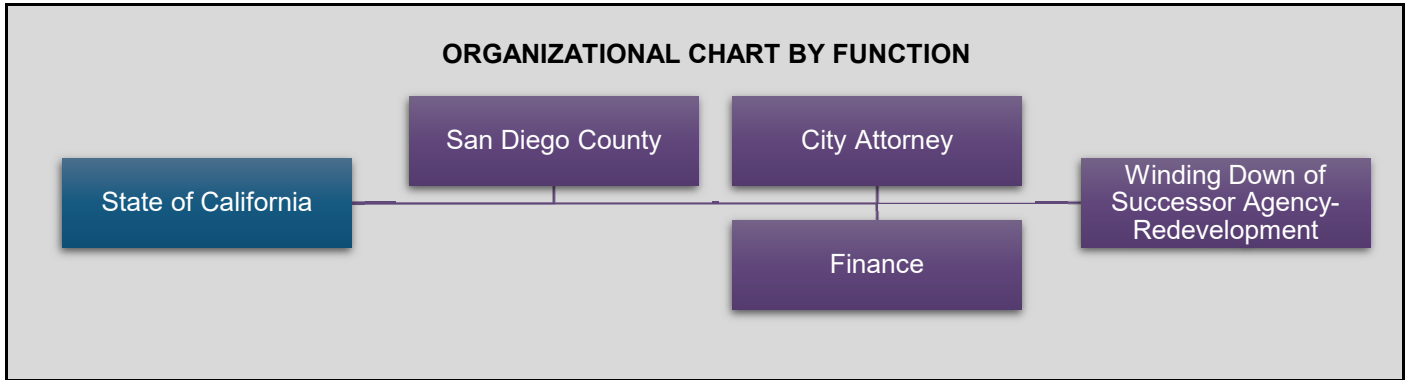 ORGANIZATIONAL CHART BY FUNCTION
State of California
San Diego County
City Attorney
Finance
Winding Down of
Successor Agency-
Redevelopment